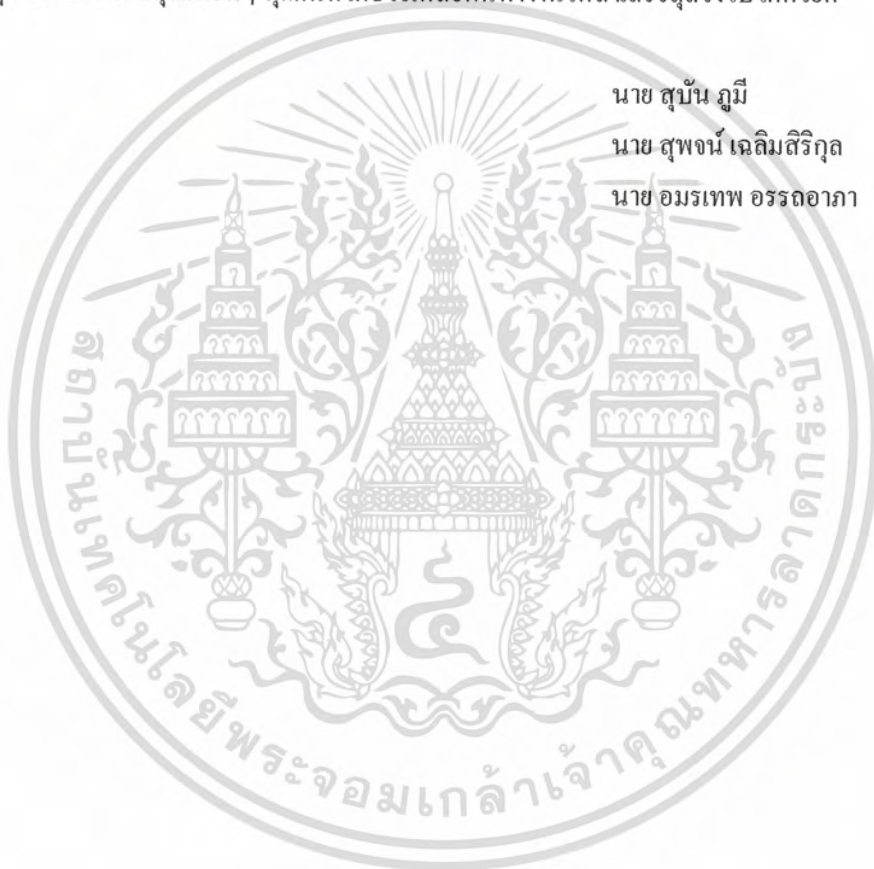 นาย สุบัน ภูมี
นาย สุพจน์ เฉลิมสิริกุล
นาย อมรเทพ อรรถอาภา
สถาบันเทคโนโลยีพระจอมเกล้าเจ้าคุณทหารลาดกระบัง
๔